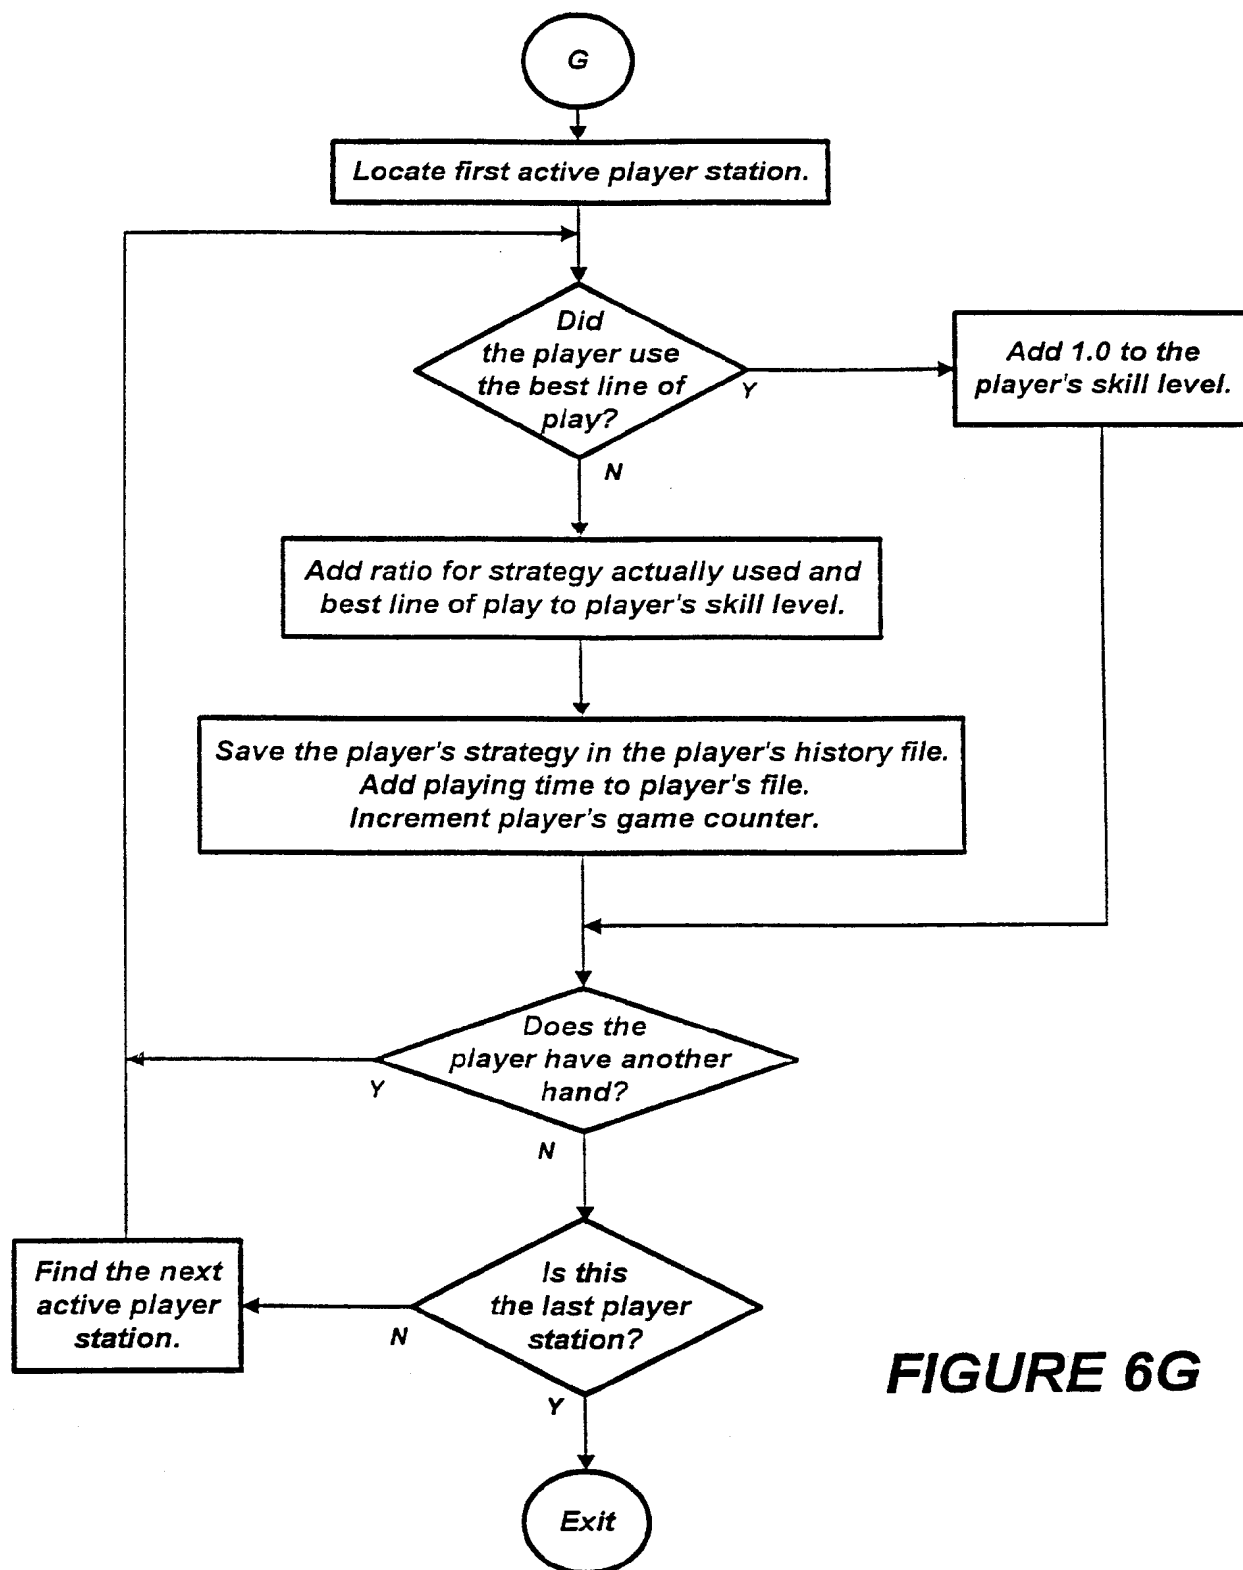 G
Locate first active player station.
Did
the player use
the best line of
play?
Y
Add 1.0 to the
player's skill level.
N
Add ratio for strategy actually used and
best line of play to player's skill level.
Save the player's strategy in the player's history file.
Add playing time to player's file.
Increment player's game counter.
Does the
player have another
hand?
Y
N
Find the next
active player
station.
Is this
the last player
station?
N
Y
FIGURE 6G
Exit